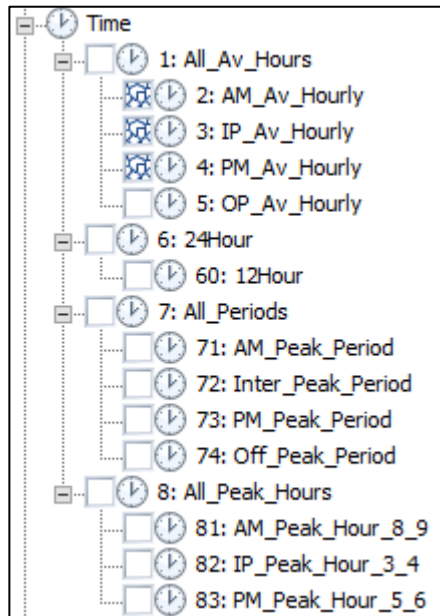 Time
1: All_Av_Hours
2: AM_Av_Hourly
3: IP_Av_Hourly
4: PM_Av_Hourly
5: OP_Av_Hourly
6: 24Hour
60: 12Hour
7: All_Periods
71: AM_Peak_Period
72: Inter_Peak_Period
73: PM_Peak_Period
74: Off_Peak_Period
8: All_Peak_Hours
81: AM_Peak_Hour_8_9
82: IP_Peak_Hour_3_4
83: PM_Peak_Hour_5_6